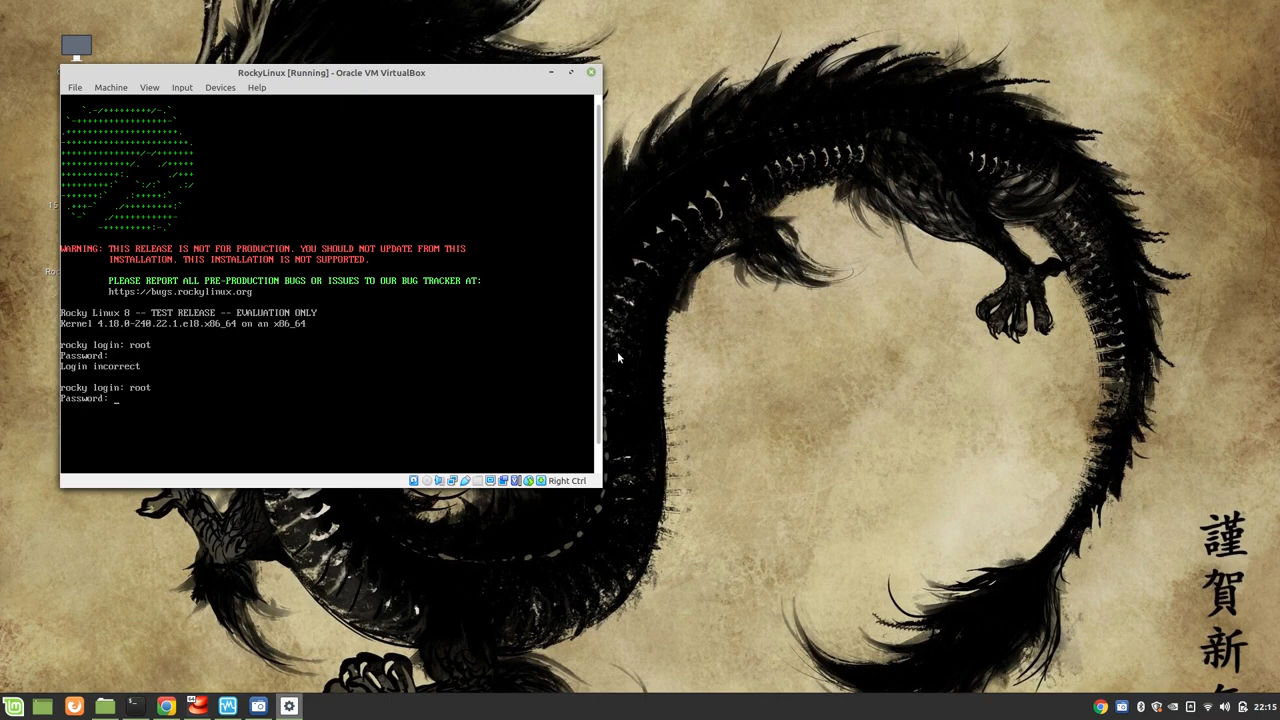 RockyLinux [Running] - Oracle VM VirtualBox
File Machine View Input Devices Help
WARNING: THIS RELEASE IS NOT FOR PRODUCTION. YOU SHOULD NOT UPDATE FROM THIS
INSTALLATION. THIS INSTALLATION IS NOT SUPPORTED.
PLEASE REPORT ALL PRE-PRODUCTION BUGS OR ISSUES TO OUR BUG TRACKER AT:
https://bugs.rockylinux.org
Rocky Linux 8 -- TEST RELEASE -- EVALUATION ONLY
Kernel 4.18.0-240.22.1.el8.x86_64 on an x86_64
rocky login: root
Password:
Login incorrect
rocky login: root
Password: _
Right Ctrl
謹賀新
22:15